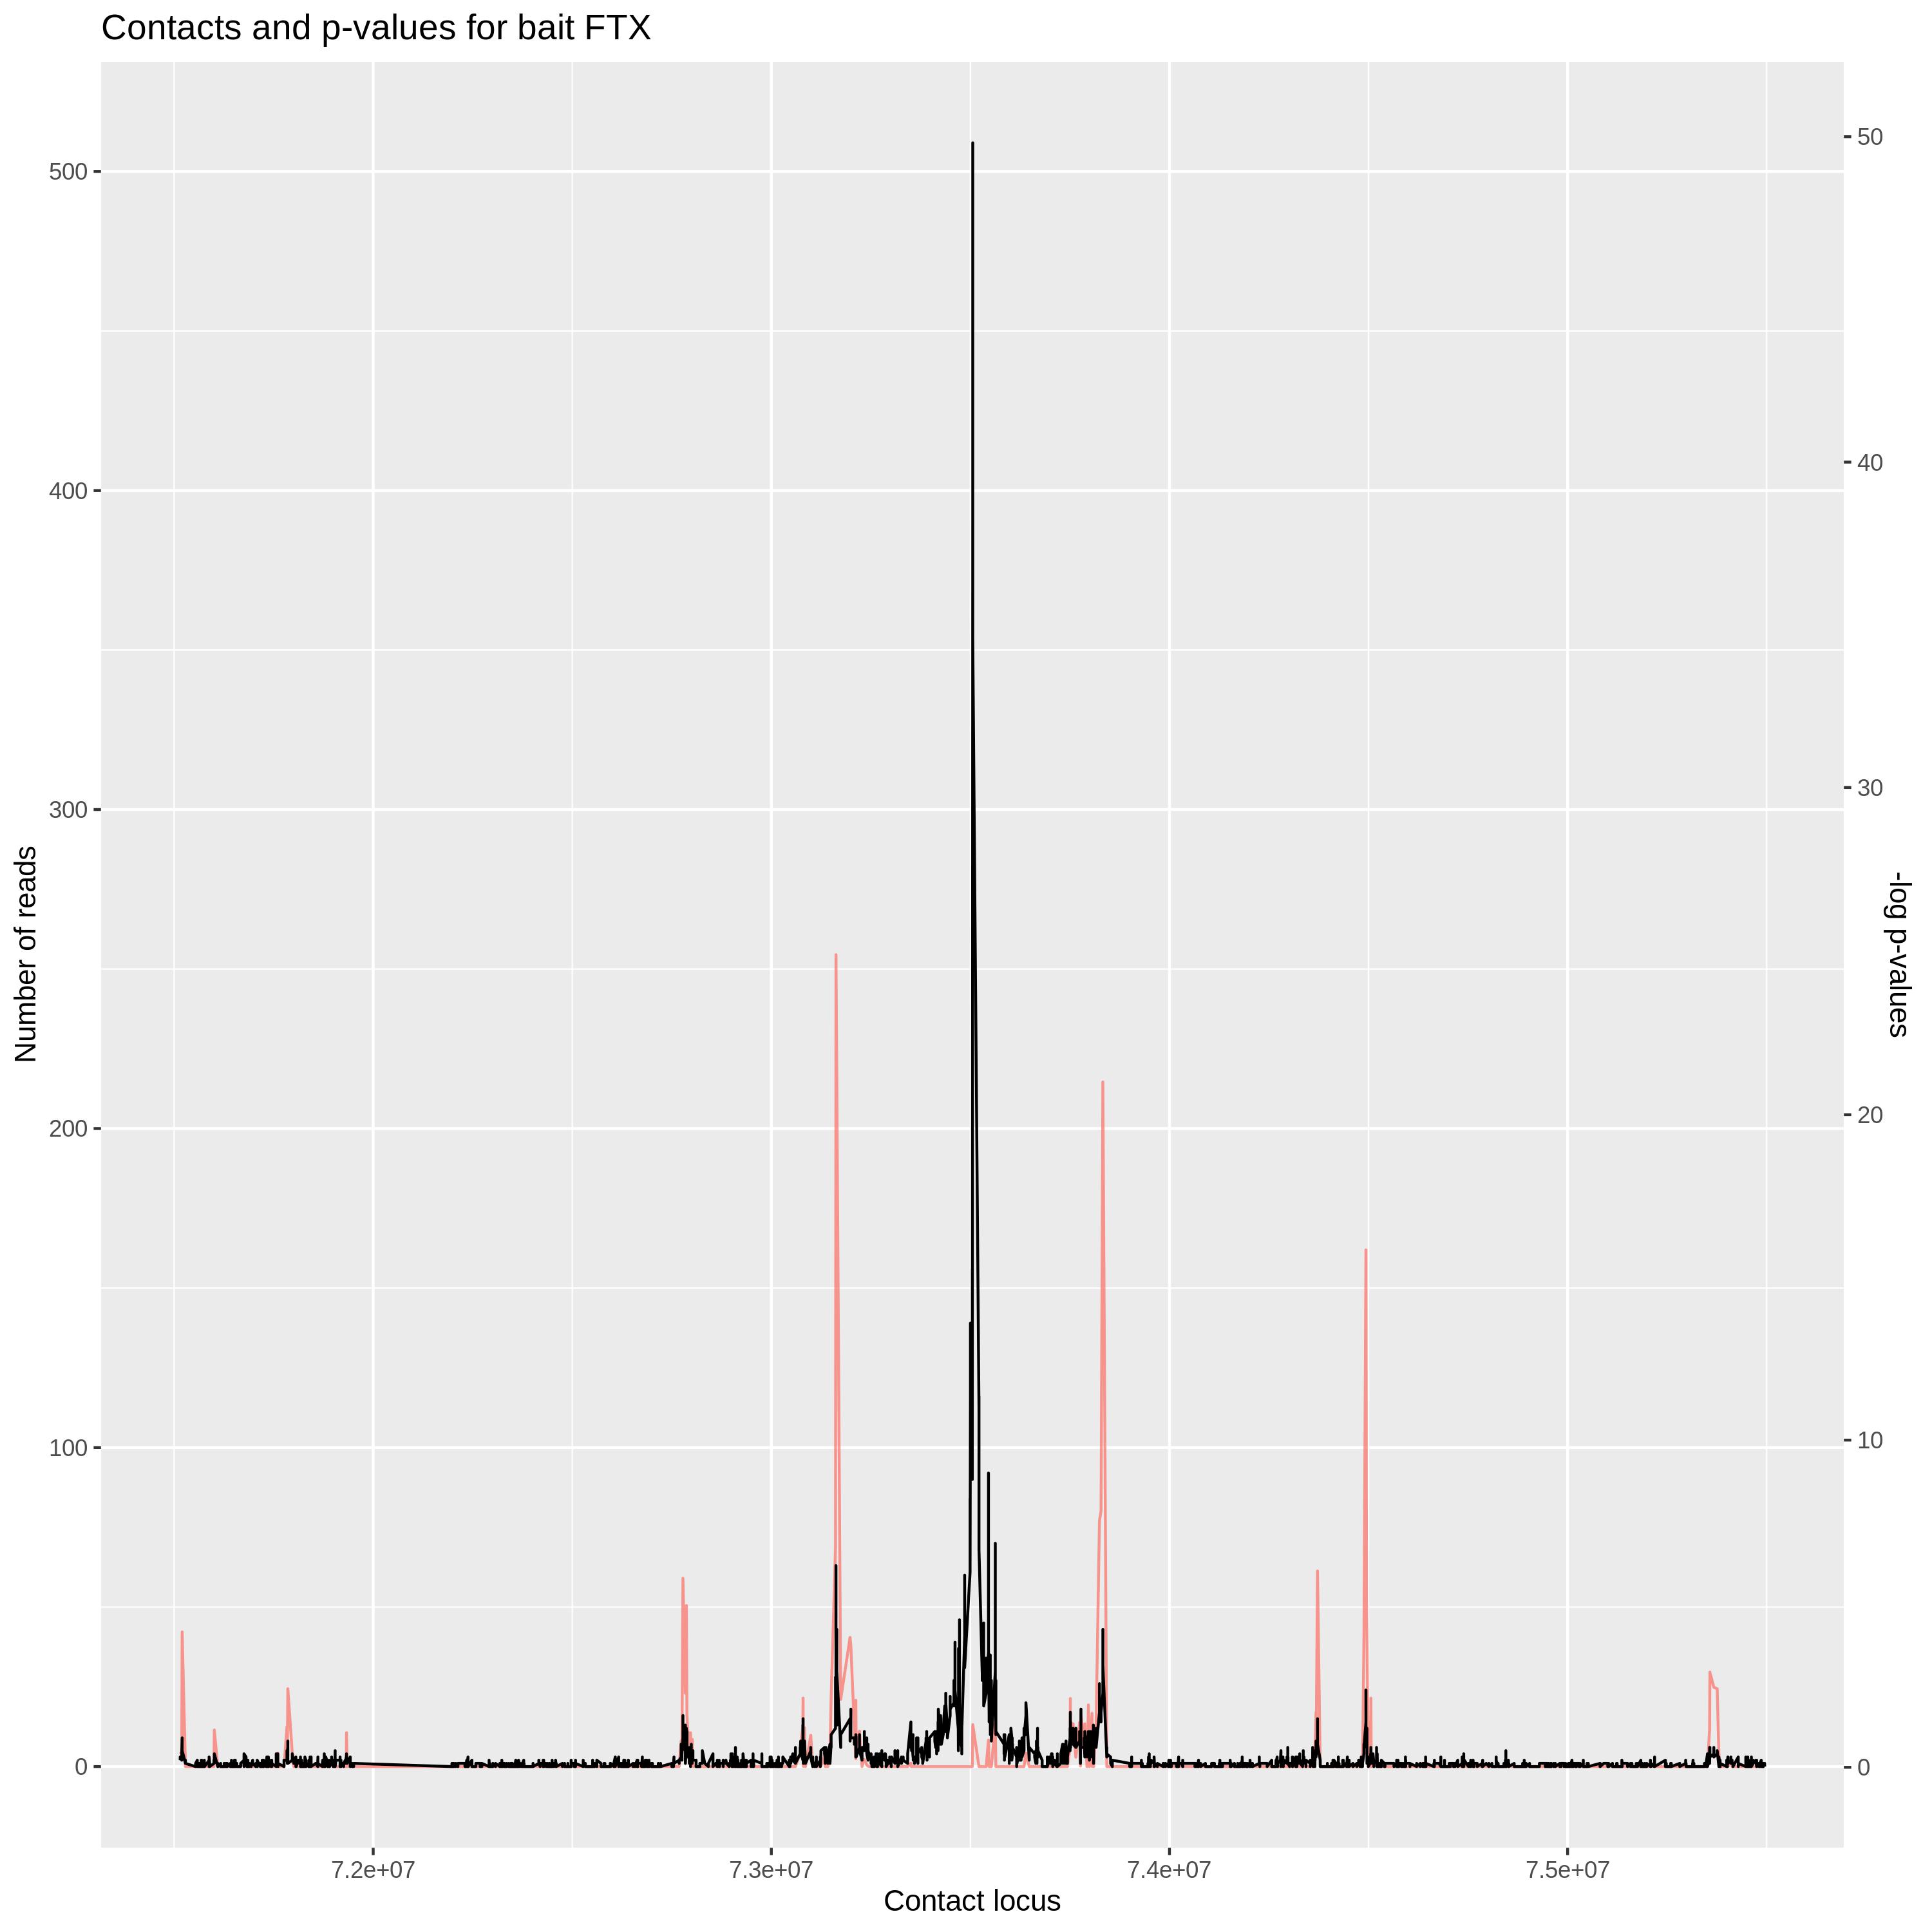 Contacts and p-values for bait FTX
500
400
300
200
100
0
Number of reads
50
40
30
20
10
0
-log p-values
7.2e+07
7.3e+07
7.4e+07
7.5e+07
Contact locus